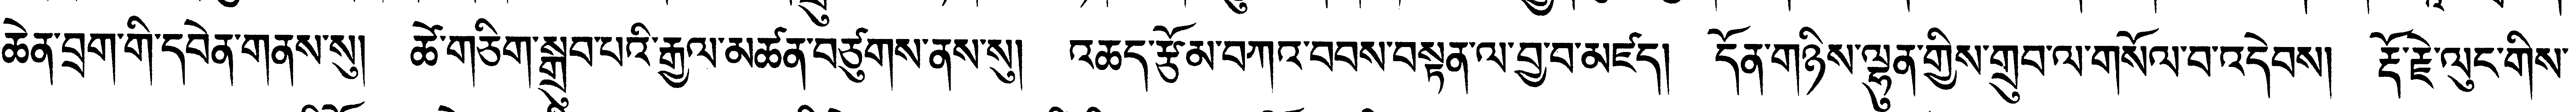 ཆེན་བྲག་གི་དབེན་གནས་སུ།  ཚེ་གཅིག་སྒྲུབ་པའི་རྒྱལ་མཚན་བཙུགས་ནས་སུ།  འཆད་རྩོམ་བཀའ་བབས་བསྟན་ལ་བྱ་བ་མཛད།  དོན་གཉིས་ལྷུན་གྱིས་གྲུབ་ལ་གསོལ་བ་འདེབས།  རྡོ་རྗེ་ལུང་གིས་